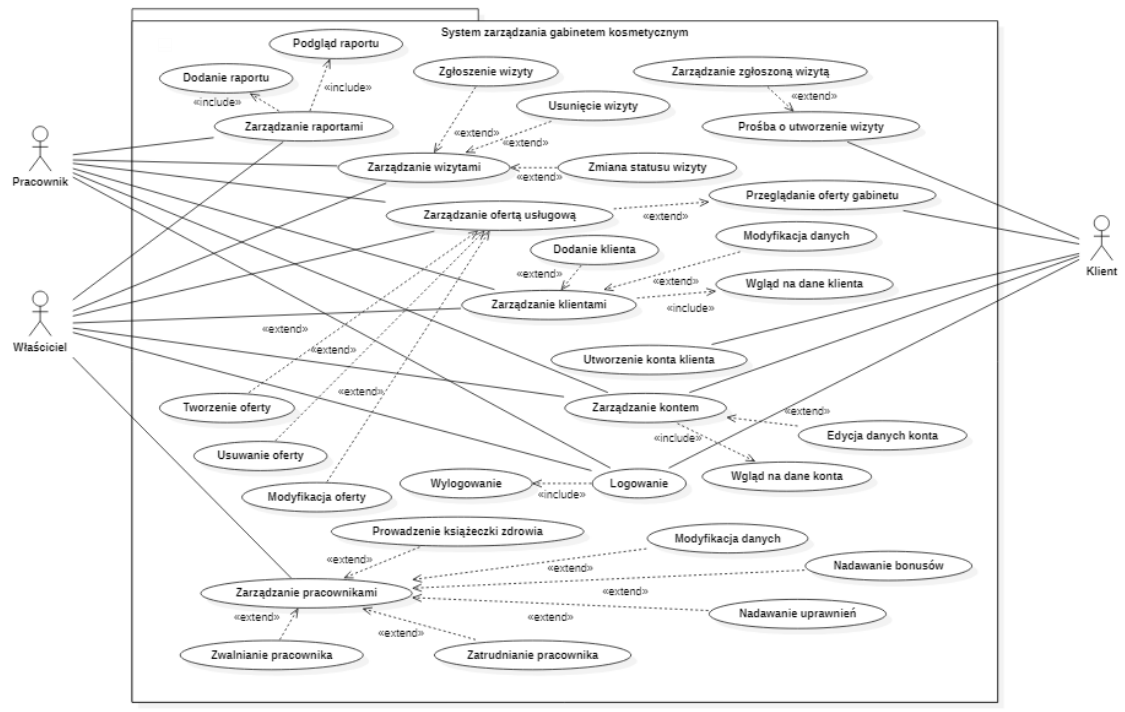 System zarządzania gabinetem kosmetycznym
Podgląd raportu
Dodanie raportu
«include»
«include»
Zarządzanie raportami
Zgłoszenie wizyty
Zarządzanie zgłoszoną wizytą
«extend»
Usunięcie wizyty
Prośba o utworzenie wizyty
«extend»
«extend»
Zarządzanie wizytami
Zmiana statusu wizyty
«extend»
Pracownik
Przeglądanie oferty gabinetu
Zarządzanie ofertą usługową
«extend»
Dodanie klienta
Modyfikacja danych
«extend»
«extend»
Wgląd na dane klienta
Zarządzanie klientami
«include»
Klient
Właściciel
«extend»
«extend»
Utworzenie konta klienta
«extend»
Tworzenie oferty
Zarządzanie kontem
«extend»
Edycja danych konta
«include»
Usuwanie oferty
Wgląd na dane konta
Wylogowanie
Logowanie
«include»
Modyfikacja oferty
Prowadzenie książeczki zdrowia
Modyfikacja danych
«extend»
«extend»
Nadawanie bonusów
Zarządzanie pracownikami
«extend»
Nadawanie uprawnień
«extend»
«extend»
«extend»
Zwalnianie pracownika
Zatrudnianie pracownika